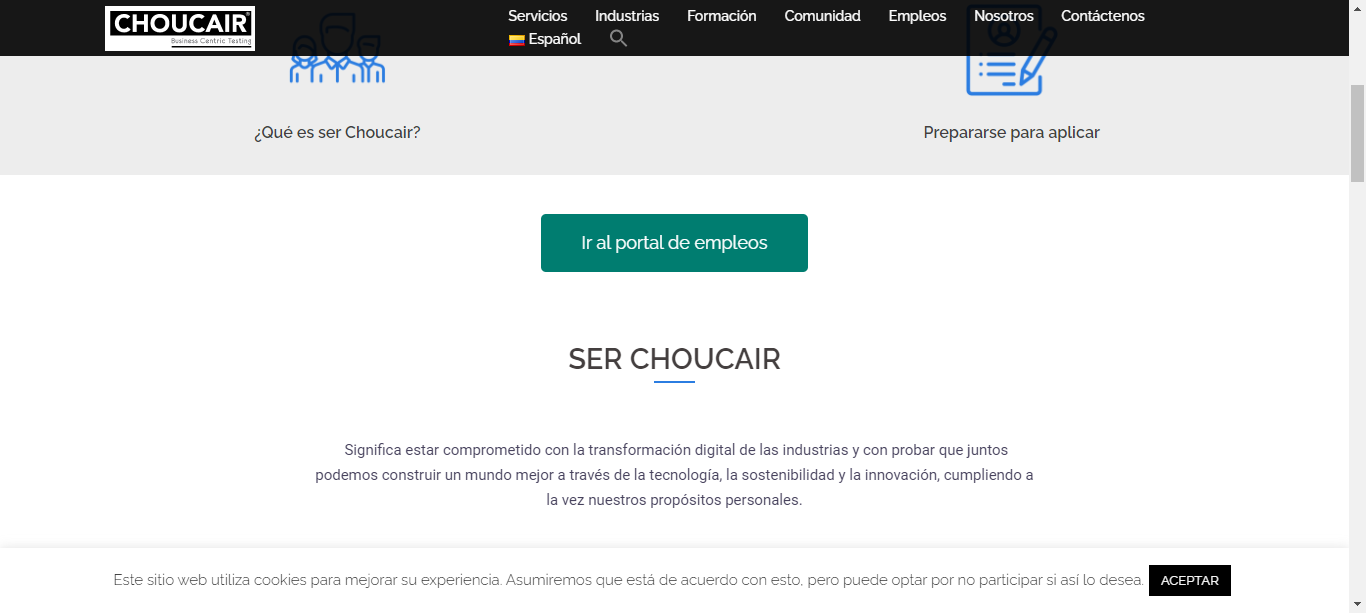 CHOUCAIR
Business Centric Testing
Servicios Industrias Formación Comunidad Empleos Nosotros Contáctenos
Español
¿Qué es ser Choucair?
Prepararse para aplicar
Ir al portal de empleos
SER CHOUCAIR
Significa estar comprometido con la transformación digital de las industrias y con probar que juntos
podemos construir un mundo mejor a través de la tecnología, la sostenibilidad y la innovación, cumpliendo a
la vez nuestros propósitos personales.
Este sitio web utiliza cookies para mejorar su experiencia. Asumiremos que está de acuerdo con esto, pero puede optar por no participar si así lo desea. ACEPTAR